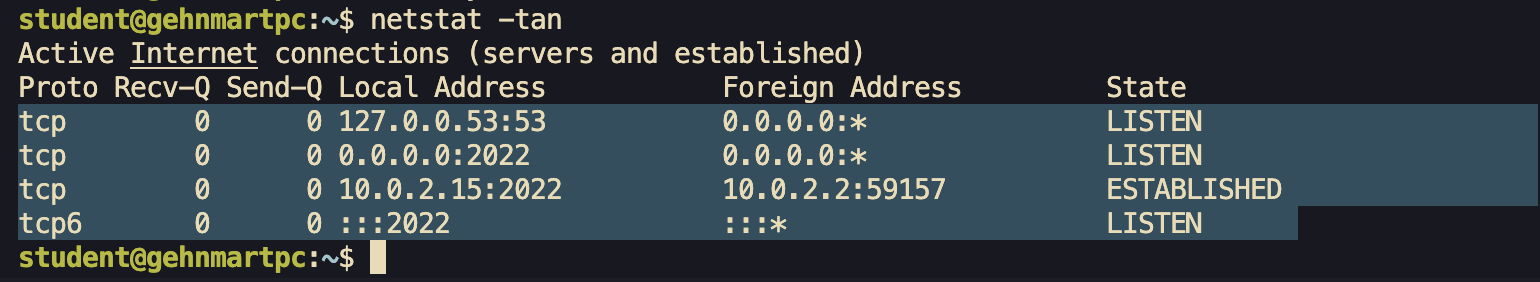 student@gehnmartpc:~$ netstat -tan
Active Internet connections (servers and established)
Proto Recv-Q Send-Q Local Address           Foreign Address         State
tcp        0      0 127.0.0.53:53           0.0.0.0:*               LISTEN
tcp        0      0 0.0.0.0:2022            0.0.0.0:*               LISTEN
tcp        0      0 10.0.2.15:2022          10.0.2.2:59157          ESTABLISHED
tcp6       0      0 :::2022                 :::*                    LISTEN
student@gehnmartpc:~$